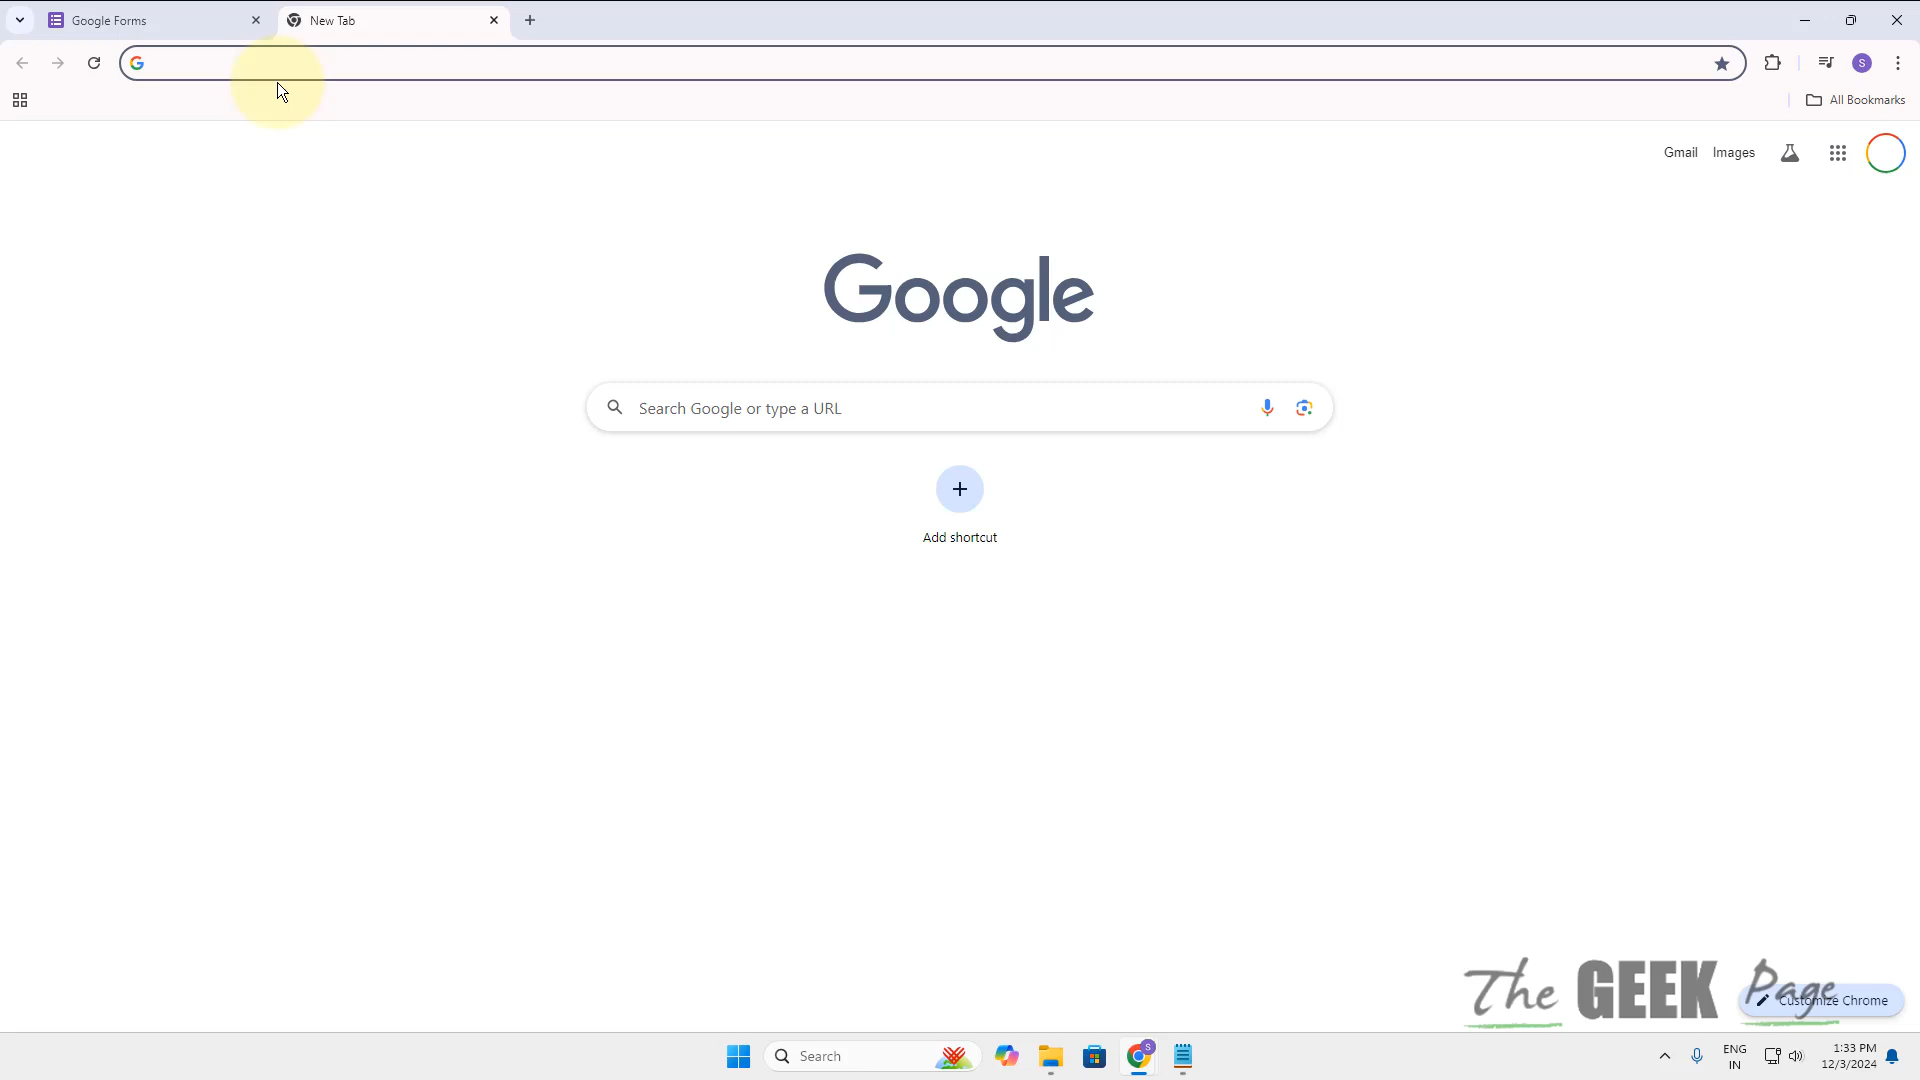 Google Forms
New Tab
All Bookmarks
Gmail Images
Google
Search Google or type a URL
Add shortcut
The GEEK Page
Customize Chrome
Search
ENG
IN
1:33 PM
12/3/2024
S
S